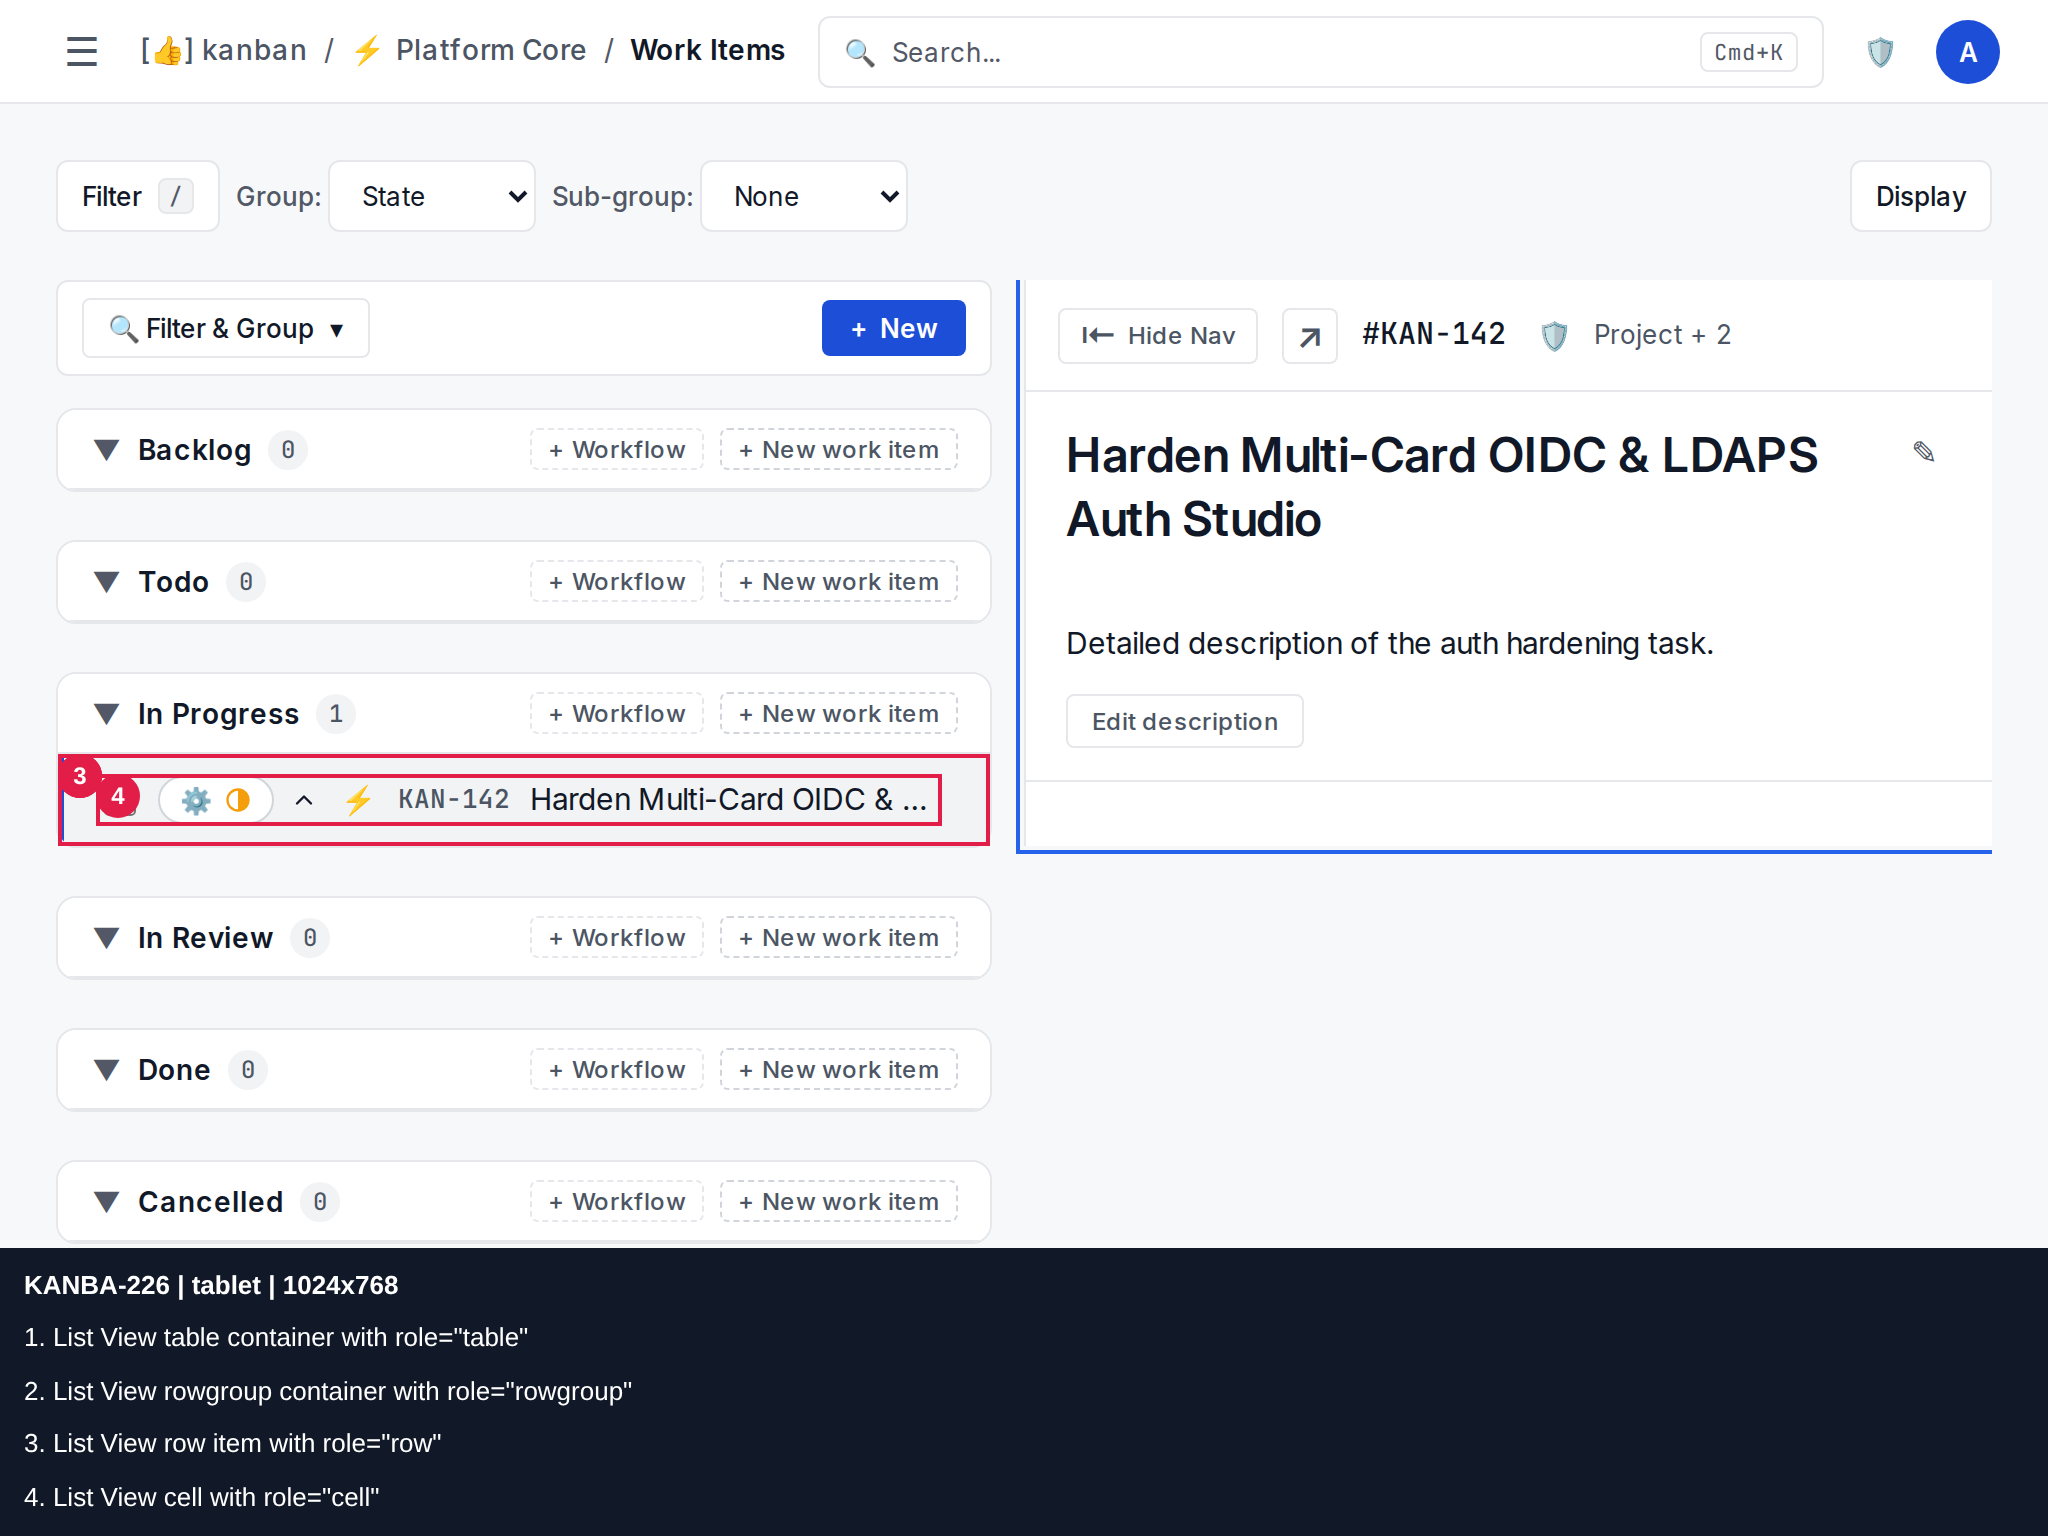 [👍] kanban / ⚡ Platform Core / Work Items
🔍 Search... Cmd+K
A
Filter / Group: State Sub-group: None Display
🔍 Filter & Group ▾ + New
Backlog 0 + Workflow + New work item
Todo 0 + Workflow + New work item
In Progress 1 + Workflow + New work item
3
4
KAN-142 Harden Multi-Card OIDC & ...
In Review 0 + Workflow + New work item
Done 0 + Workflow + New work item
Cancelled 0 + Workflow + New work item
Hide Nav #KAN-142 Project + 2
Harden Multi-Card OIDC & LDAPS
Auth Studio
Detailed description of the auth hardening task.
Edit description
KANBA-226 | tablet | 1024x768
1. List View table container with role="table"
2. List View rowgroup container with role="rowgroup"
3. List View row item with role="row"
4. List View cell with role="cell"